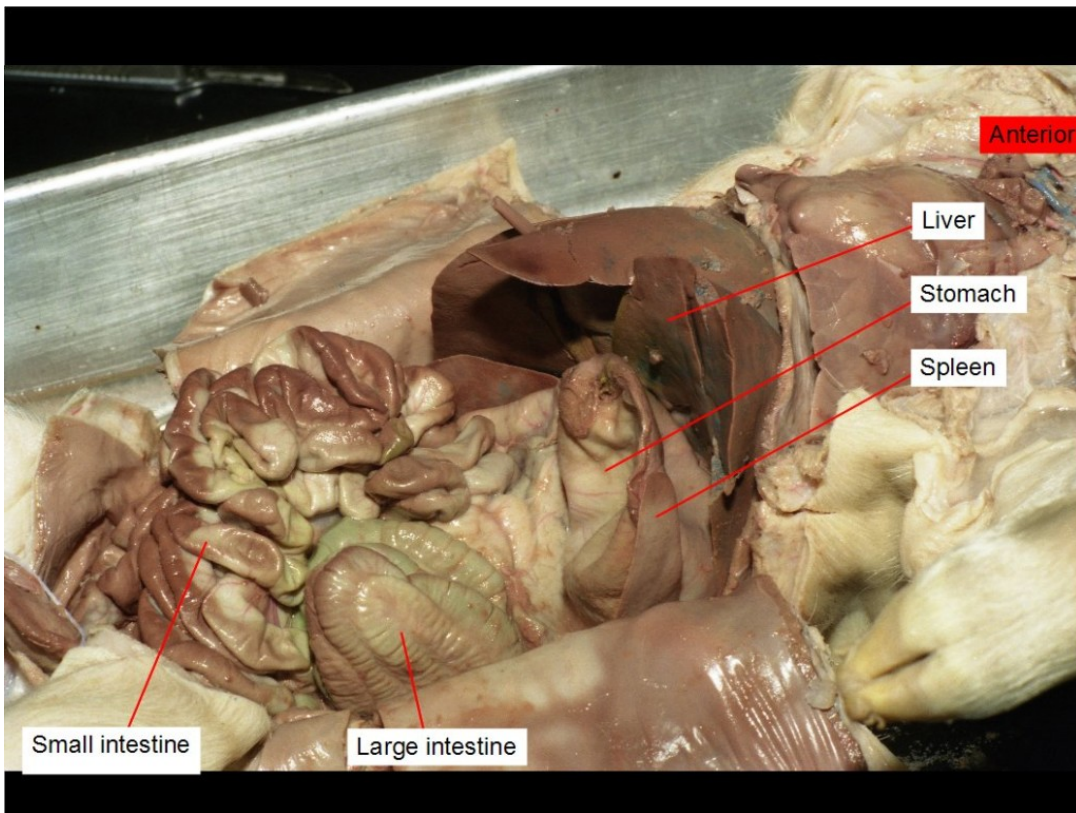 Anterior
Liver
Stomach
Spleen
Small intestine
Large intestine